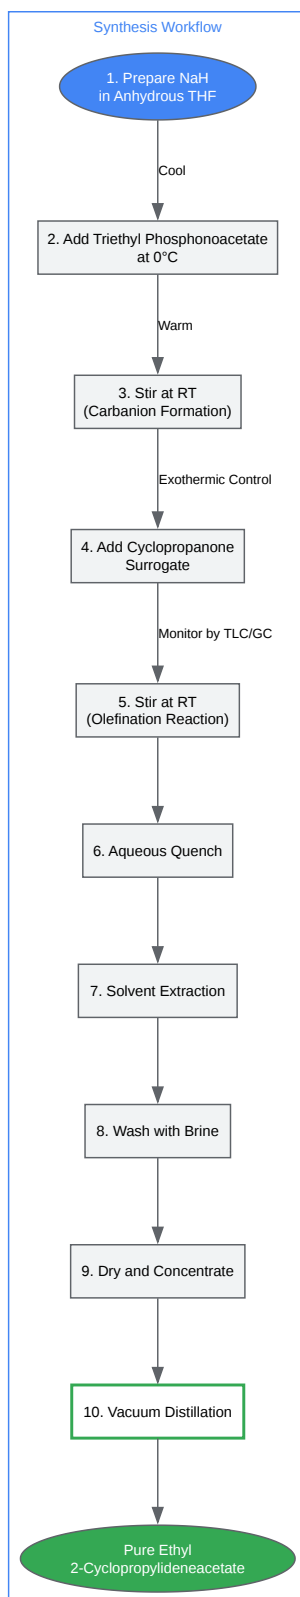 Synthesis Workflow
1. Prepare NaH
in Anhydrous THF
Cool
2. Add Triethyl Phosphonoacetate
at 0°C
Warm
3. Stir at RT
(Carbanion Formation)
Exothermic Control
4. Add Cyclopropanone
Surrogate
Monitor by TLC/GC
5. Stir at RT
(Olefination Reaction)
6. Aqueous Quench
7. Solvent Extraction
8. Wash with Brine
9. Dry and Concentrate
10. Vacuum Distillation
Pure Ethyl
2-Cyclopropylideneacetate